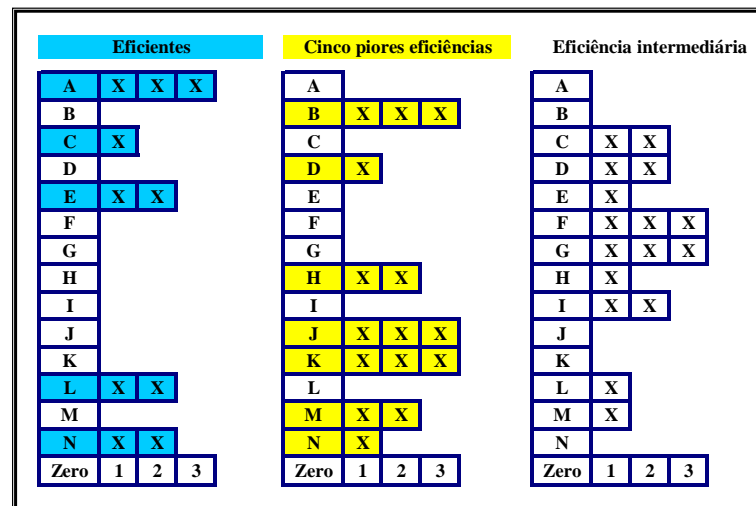 Eficientes Cinco piores eficiências Eficiência intermediária
A X X X A A
B B X X X B
C X C C X X
D D X D X X
E X X E E X
F F F X X X
G G G X X X
H H X X H X
I I I X X
J J X X X J
K K X X X K
L X X L L X
M M X X M X
N X X N X N
Zero 1 2 3 Zero 1 2 3 Zero 1 2 3